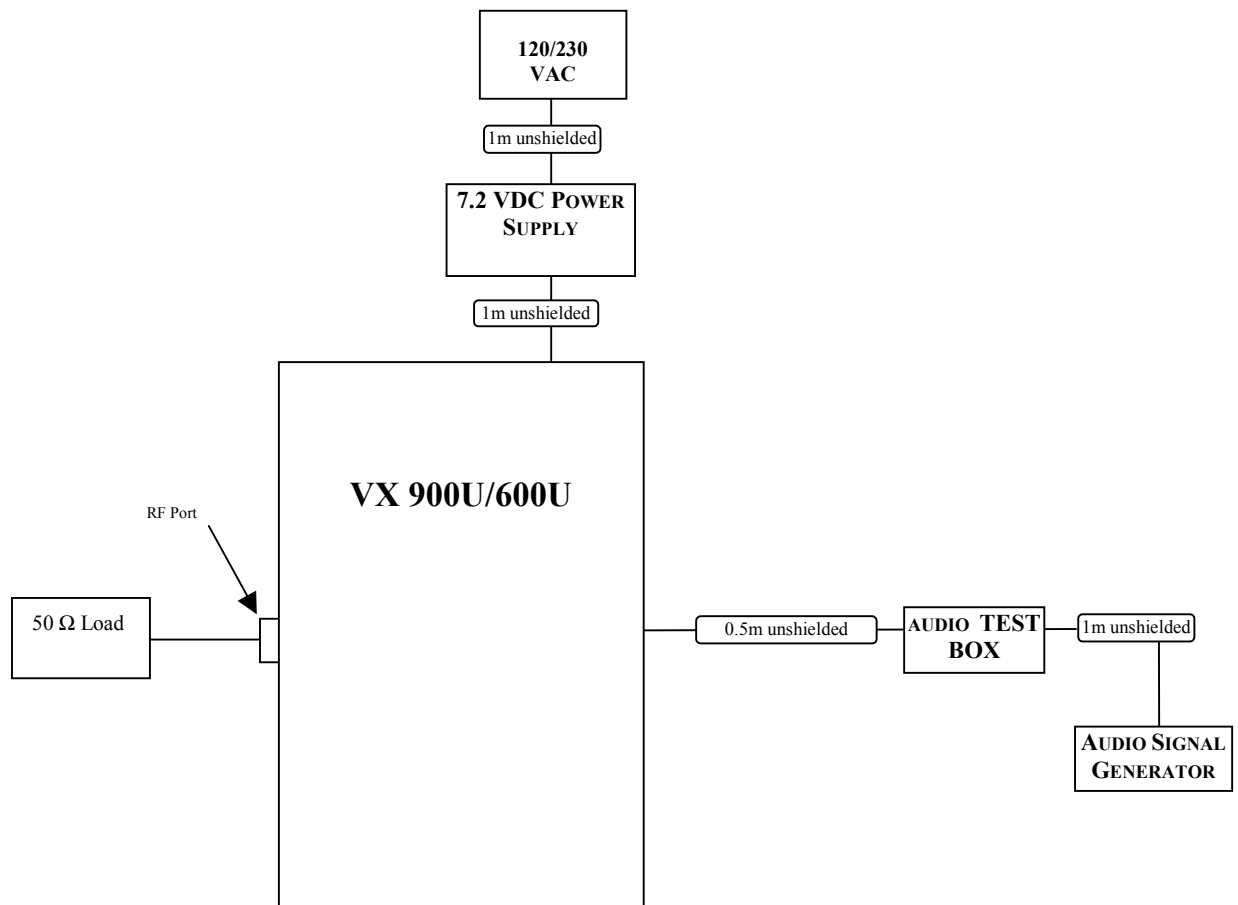 120/230
VAC
1m unshielded
7.2 VDC POWER
SUPPLY
1m unshielded
VX 900U/600U
RF Port
50 Ω Load
0.5m unshielded
AUDIO TEST
BOX
1m unshielded
AUDIO SIGNAL
GENERATOR